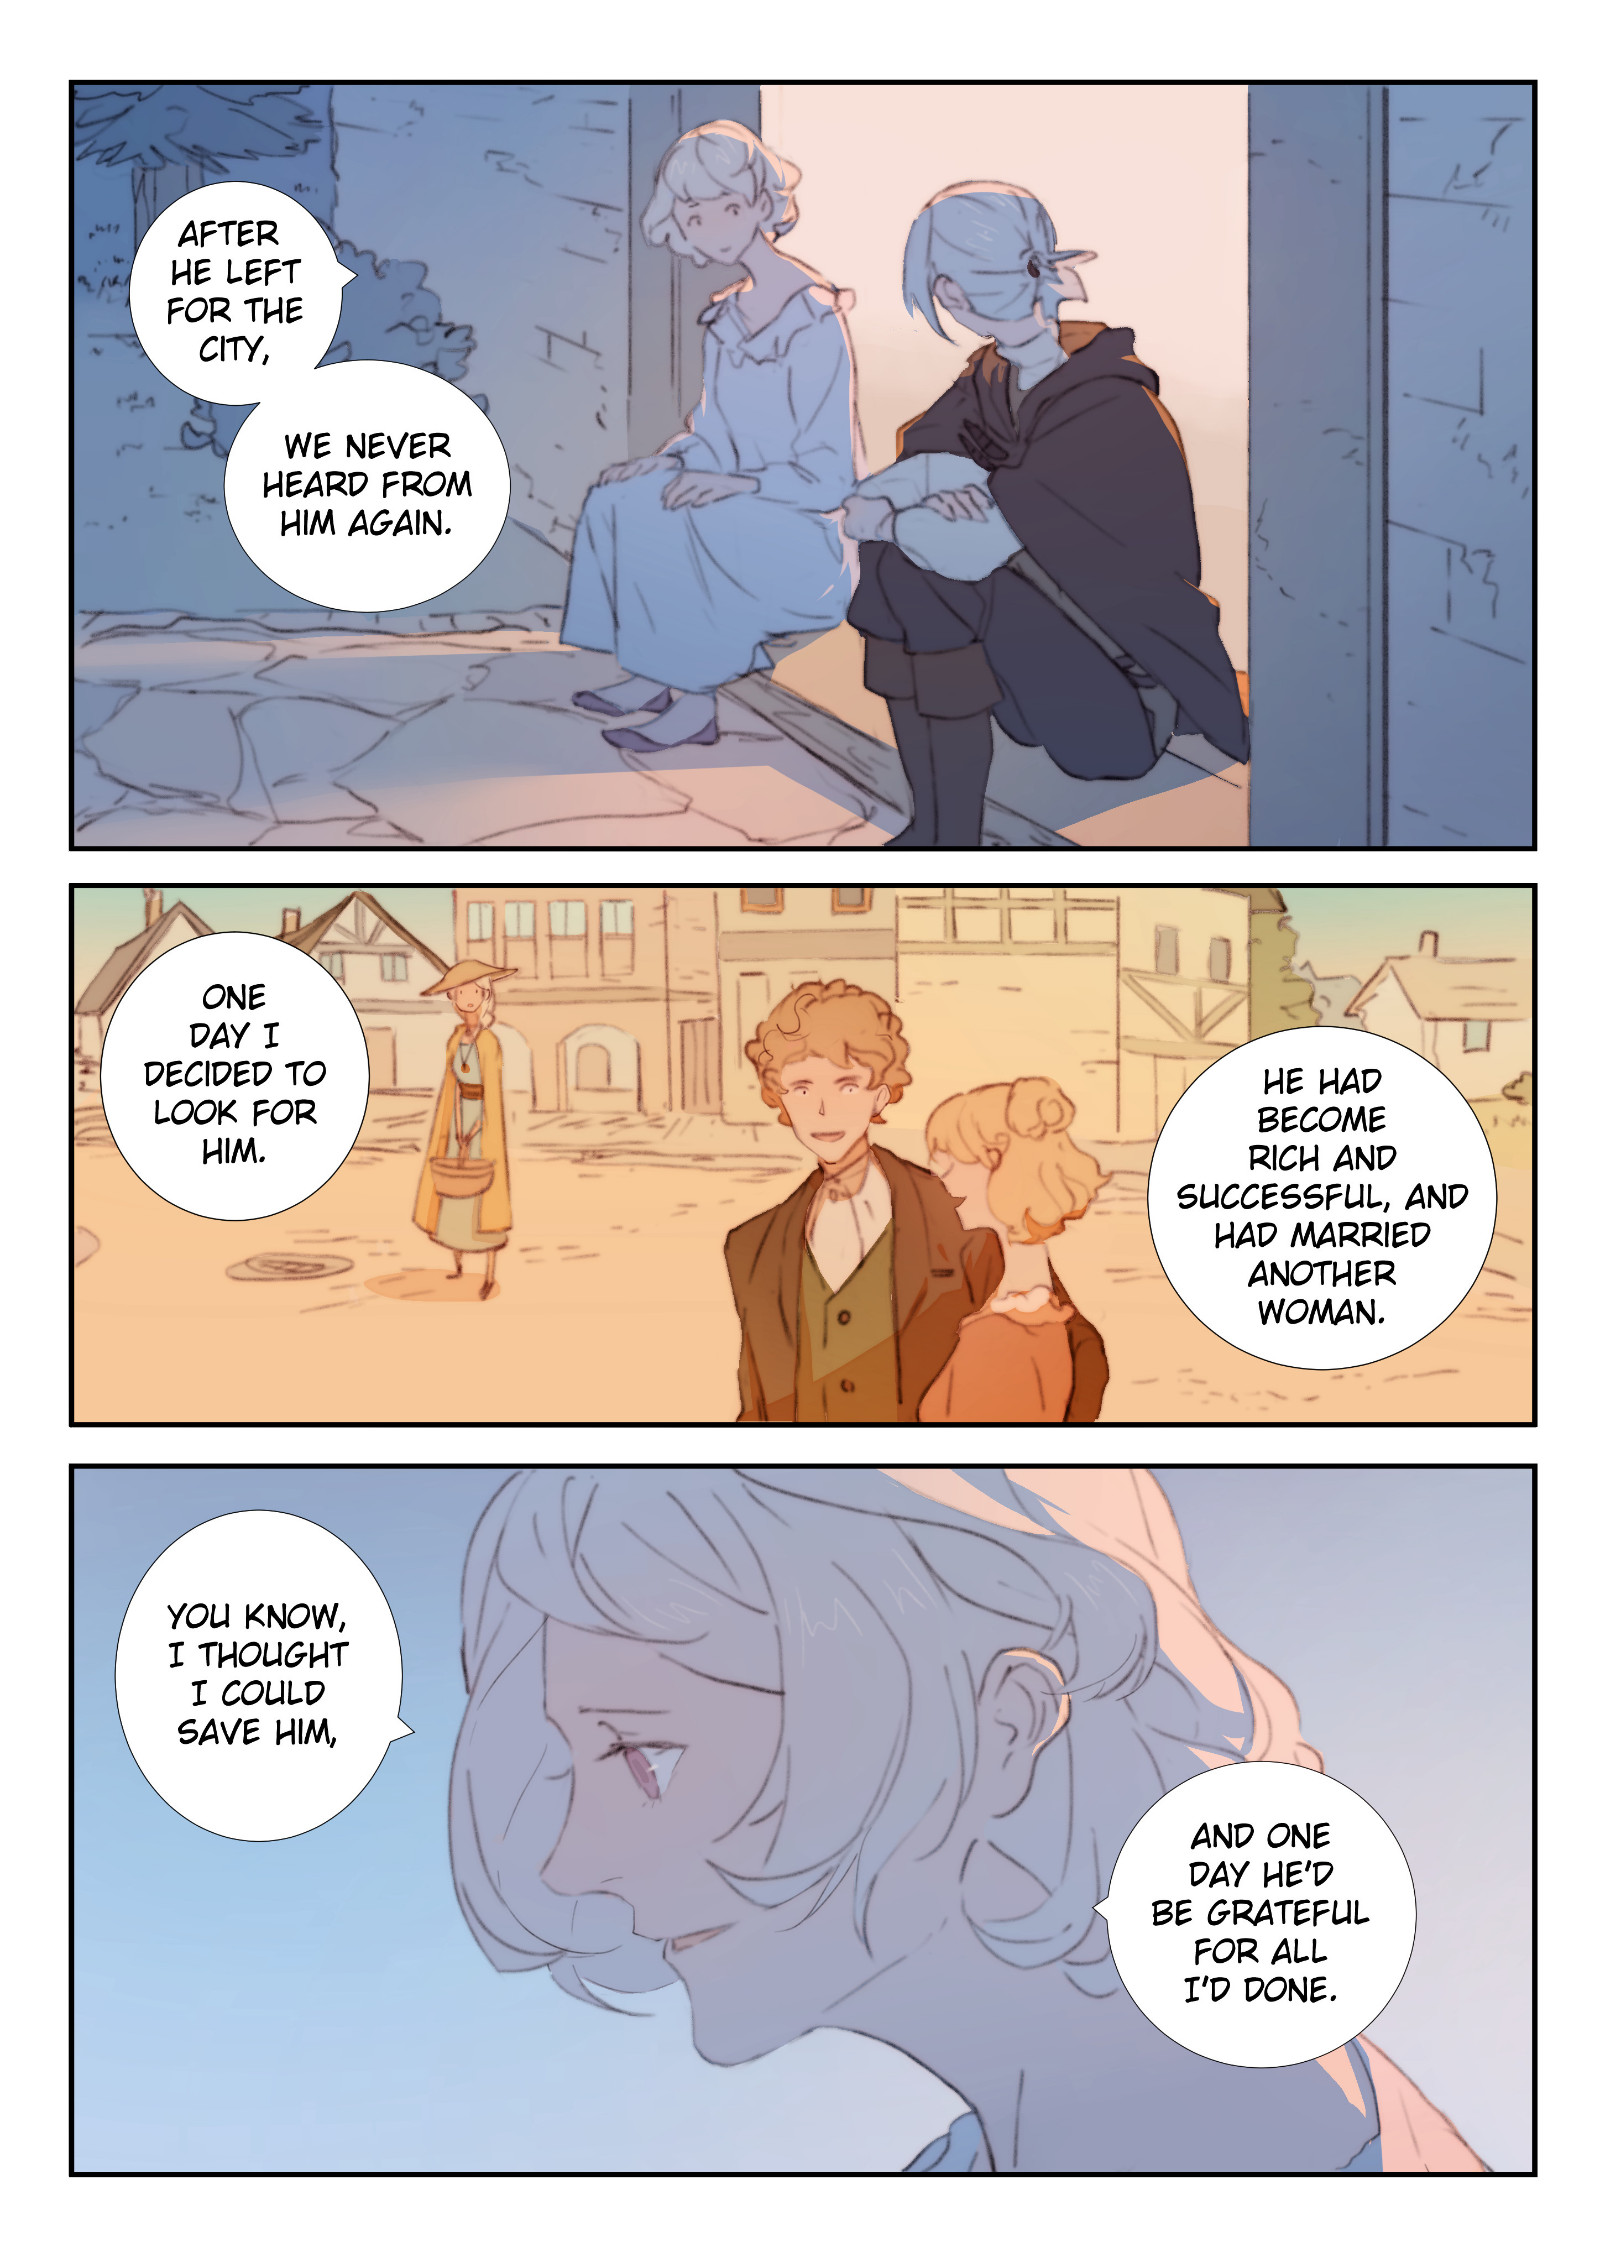 AFTER
HE LEFT
FOR THE
CITY,
WE NEVER
HEARD FROM
HIM AGAIN.
ONE
DAY I
DECIDED TO
LOOK FOR
HIM.
HE HAD
BECOME
RICH AND
SUCCESSFUL, AND
HAD MARRIED
ANOTHER
WOMAN.
YOU KNOW,
I THOUGHT
I COULD
SAVE HIM,
AND ONE
DAY HE'D
BE GRATEFUL
FOR ALL
I'D DONE.